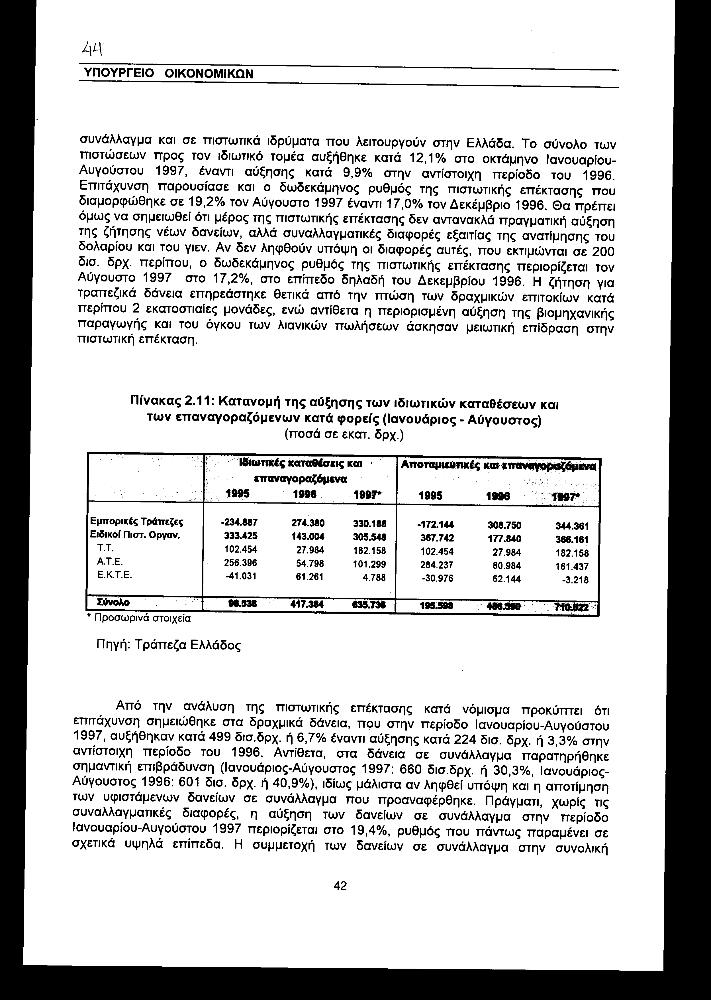 44
ΥΠΟΥΡΓΕΙΟ ΟΙΚΟΝΟΜΙΚΩΝ
συνάλλαγμα και σε πιστωτικά ιδρύματα που λειτουργούν στην Ελλάδα. Το σύνολο των
πιστώσεων προς τον ιδιωτικό τομέα αυξήθηκε κατά 12,1% στο οκτάμηνο Ιανουαρίου-
Αυγούστου 1997, έναντι αύξησης κατά 9,9% στην αντίστοιχη περίοδο του 1996.
Επιτάχυνση παρουσίασε και ο δωδεκάμηνος ρυθμός της πιστωτικής επέκτασης που
διαμορφώθηκε σε 19,2% τον Αύγουστο 1997 έναντι 17,0% τον Δεκέμβριο 1996. Θα πρέπει
όμως να σημειωθεί ότι μέρος της πιστωτικής επέκτασης δεν αντανακλά πραγματική αύξηση
της ζήτησης νέων δανείων, αλλά συναλλαγματικές διαφορές εξαιτίας της ανατίμησης του
δολαρίου και του γιεν. Αν δεν ληφθούν υπόψη οι διαφορές αυτές, που εκτιμώνται σε 200
δισ. δρχ. περίπου, ο δωδεκάμηνος ρυθμός της πιστωτικής επέκτασης περιορίζεται τον
Αύγουστο 1997 στο 17,2%, στο επίπεδο δηλαδή του Δεκεμβρίου 1996. Η ζήτηση για
τραπεζικά δάνεια επηρεάστηκε θετικά από την πτώση των δραχμικών επιτοκίων κατά
περίπου 2 εκατοστιαίες μονάδες, ενώ αντίθετα η περιορισμένη αύξηση της βιομηχανικής
παραγωγής και του όγκου των λιανικών πωλήσεων άσκησαν μειωτική επίδραση στην
πιστωτική επέκταση.
Πίνακας 2.11: Κατανομή της αύξησης των ιδιωτικών καταθέσεων και
των επαναγοραζόμενων κατά φορείς (Ιανουάριος - Αύγουστος)
(ποσά σε εκατ. δρχ.)
Ιδιωτικές καταθέσεις και Αποταμιευτικές και επαναγοραζόμενα
επαναγοραζόμενα
1995 1996 1997* 1995 1996 1997*
Εμπορικές Τράπεζες -234.887 274.380 330.188 -172.144 308.750 344.361
Ειδικοί Πιστ. Οργαν. 333.425 143.004 305.548 367.742 177.840 366.161
Τ.Τ. 102.454 27.984 182.158 102.454 27.984 182.158
Α.Τ.Ε. 256.396 54.798 101.299 284.237 80.984 161.437
Ε.Κ.Τ.Ε. -41.031 61.261 4.788 -30.976 62.144 -3.218
Σύνολο 98.538 417.384 635.736 195.598 486.590 710.522
* Προσωρινά στοιχεία
Πηγή: Τράπεζα Ελλάδος
Από την ανάλυση της πιστωτικής επέκτασης κατά νόμισμα προκύπτει ότι
επιτάχυνση σημειώθηκε στα δραχμικά δάνεια, που στην περίοδο Ιανουαρίου-Αυγούστου
1997, αυξήθηκαν κατά 499 δισ.δρχ. ή 6,7% έναντι αύξησης κατά 224 δισ. δρχ. ή 3,3% στην
αντίστοιχη περίοδο του 1996. Αντίθετα, στα δάνεια σε συνάλλαγμα παρατηρήθηκε
σημαντική επιβράδυνση (Ιανουάριος-Αύγουστος 1997: 660 δισ.δρχ. ή 30,3%, Ιανουάριος-
Αύγουστος 1996: 601 δισ. δρχ. ή 40,9%), ιδίως μάλιστα αν ληφθεί υπόψη και η αποτίμηση
των υφιστάμενων δανείων σε συνάλλαγμα που προαναφέρθηκε. Πράγματι, χωρίς τις
συναλλαγματικές διαφορές, η αύξηση των δανείων σε συνάλλαγμα στην περίοδο
Ιανουαρίου-Αυγούστου 1997 περιορίζεται στο 19,4%, ρυθμός που πάντως παραμένει σε
σχετικά υψηλά επίπεδα. Η συμμετοχή των δανείων σε συνάλλαγμα στην συνολική
42